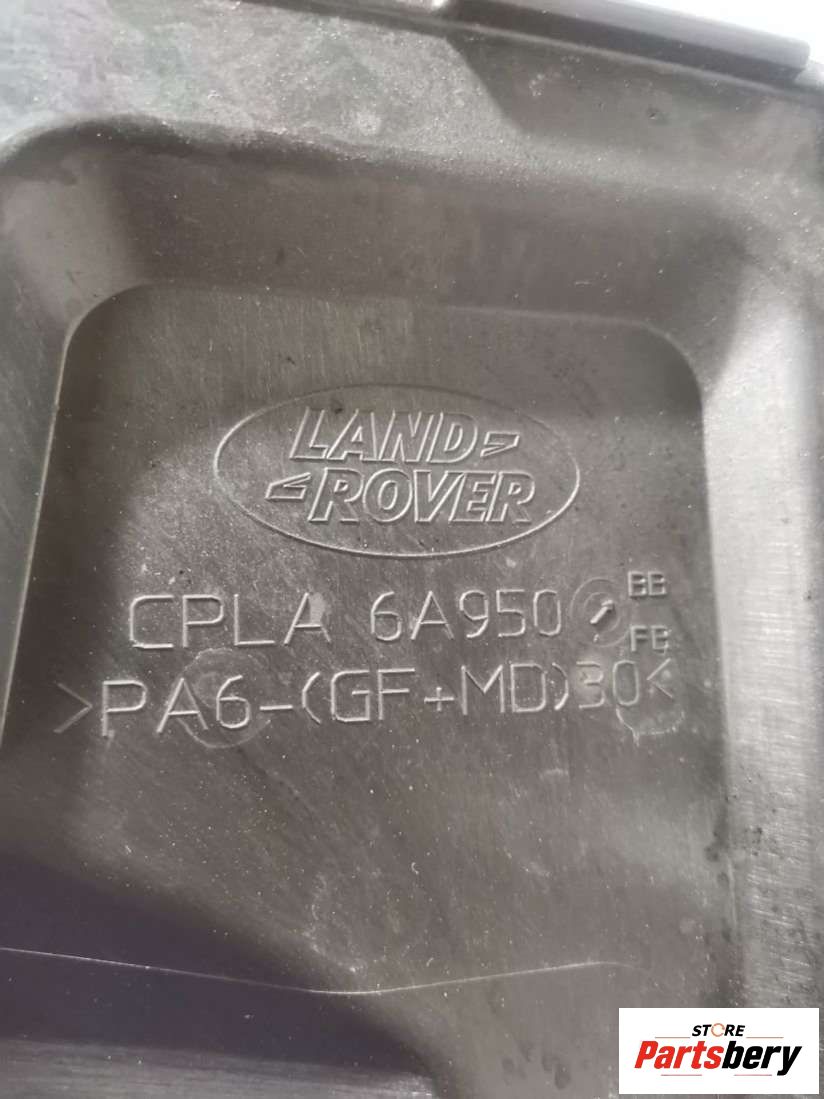 LAND
ROVER
CPLA 6A950 BB
FB
>PA6-(GF+MD)30<
STORE
Partsbery